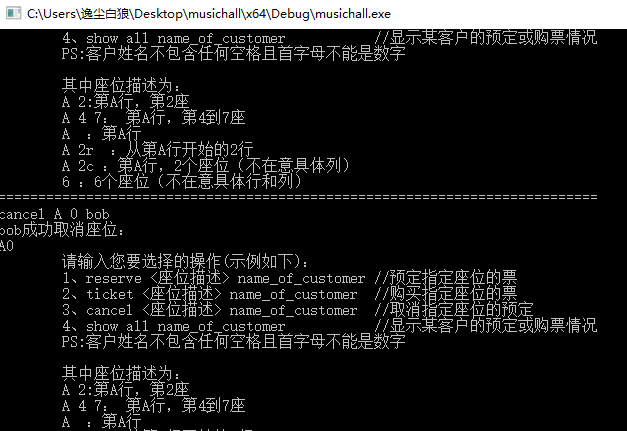 C:\Users\逸尘白狼\Desktop\musichall\x64\Debug\musichall.exe
4、show all name_of_customer //显示某客户的预定或购票情况
PS:客户姓名不包含任何空格且首字母不能是数字
其中座位描述为:
A 2:第A行，第2座
A 4 7: 第A行，第4到7座
A ：第A行
A 2r ：从第A行开始的2行
A 2c ：第A行，2个座位（不在意具体列）
6 ：6个座位（不在意具体行和列）
================================================================
cancel A 0 bob
bob成功取消座位:
A0
请输入您要选择的操作(示例如下):
1、reserve <座位描述> name_of_customer //预定指定座位的票
2、ticket <座位描述> name_of_customer //购买指定座位的票
3、cancel <座位描述> name_of_customer //取消指定座位的预定
4、show all name_of_customer //显示某客户的预定或购票情况
PS:客户姓名不包含任何空格且首字母不能是数字
其中座位描述为:
A 2:第A行，第2座
A 4 7: 第A行，第4到7座
A ：第A行